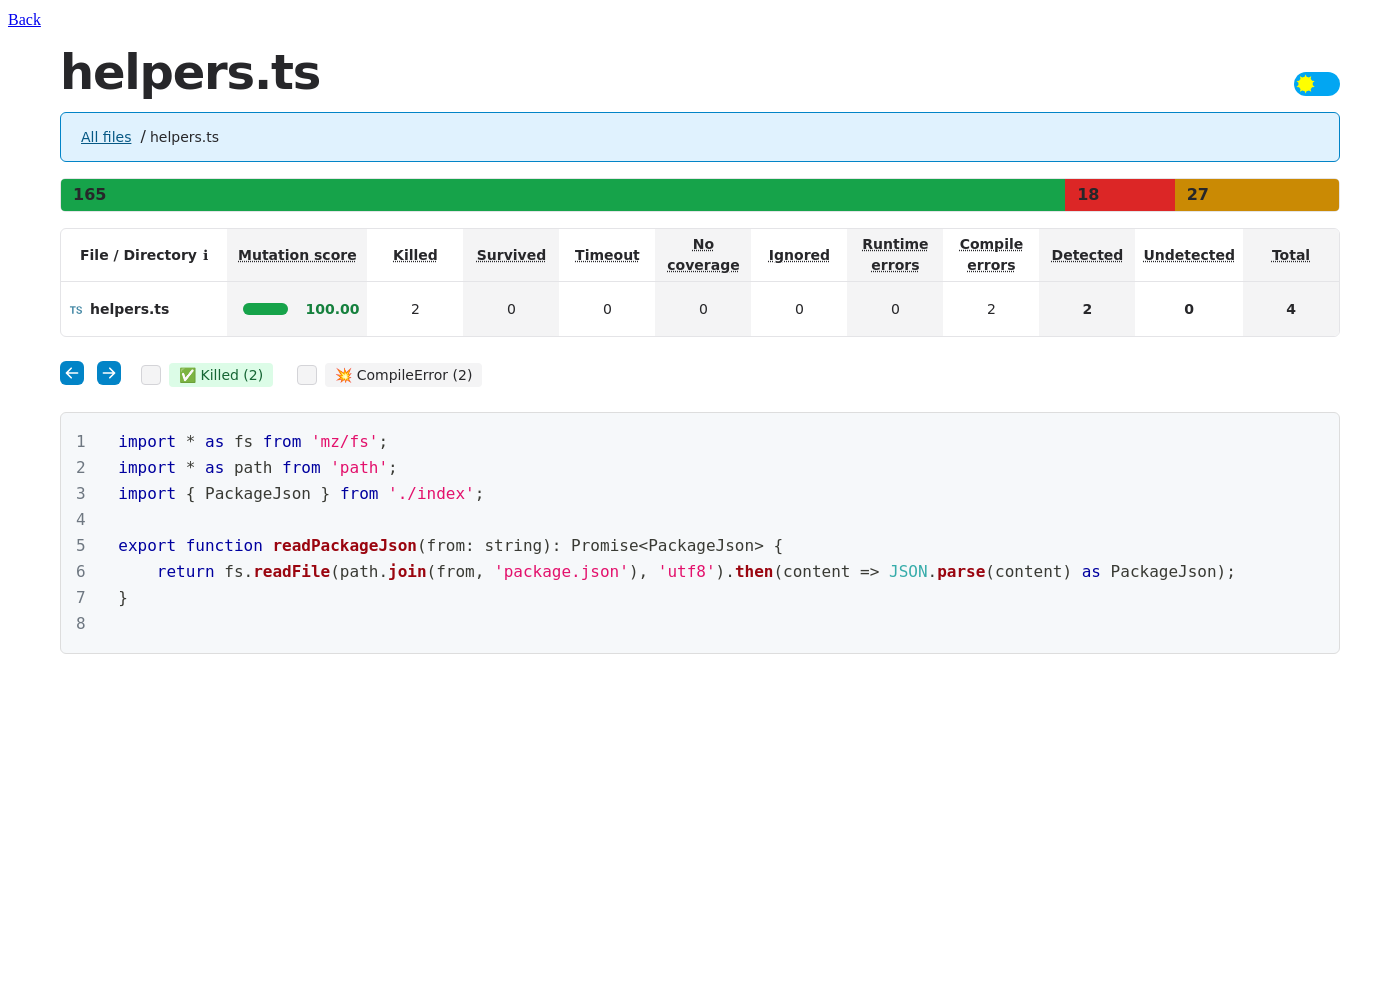 Back
helpers.ts
All files / helpers.ts
165 18 27
File / Directory ℹ Mutation score Killed Survived Timeout No coverage Ignored Runtime errors Compile errors Detected Undetected Total
TS helpers.ts 100.00 2 0 0 0 0 0 2 2 0 4
✅ Killed (2) 💥 CompileError (2)
1 import * as fs from 'mz/fs';
2 import * as path from 'path';
3 import { PackageJson } from './index';
4
5 export function readPackageJson(from: string): Promise<PackageJson> {
6     return fs.readFile(path.join(from, 'package.json'), 'utf8').then(content => JSON.parse(content) as PackageJson);
7 }
8